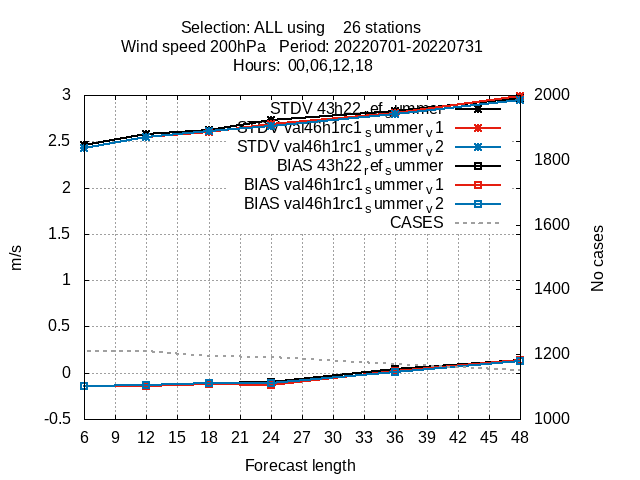 Selection: ALL using    26 stations
Wind speed 200hPa   Period: 20220701-20220731
Hours:  00,06,12,18
3
2.5
2
1.5
1
0.5
0
-0.5
m/s
STDV 43h22_ref_summer
STDV val46h1rc1_summer_v1
STDV val46h1rc1_summer_v2
BIAS 43h22_ref_summer
BIAS val46h1rc1_summer_v1
BIAS val46h1rc1_summer_v2
CASES
2000
1800
1600
1400
1200
1000
No cases
6 9 12 15 18 21 24 27 30 33 36 39 42 45 48
Forecast length